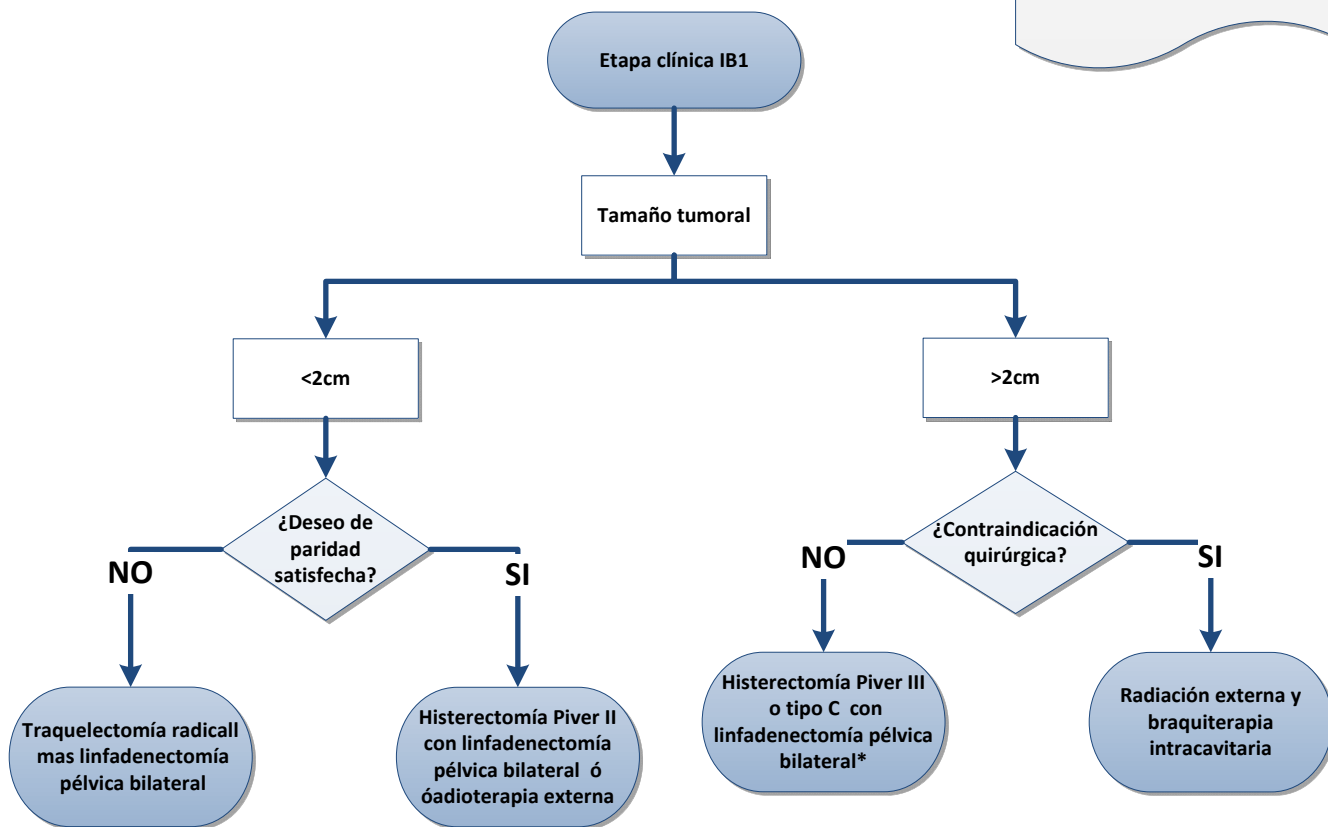 Etapa clínica IB1
Tamaño tumoral
<2cm
>2cm
¿Deseo de
paridad
satisfecha?
¿Contraindicación
quirúrgica?
NO
SI
NO
SI
Traquelectomía radicall
mas linfadenectomía
pélvica bilateral
Histerectomía Piver II
con linfadenectomía
pélvica bilateral ó
óadioterapia externa
Histerectomía Piver III
o tipo C con
linfadenectomía pélvica
bilateral*
Radiación externa y
braquiterapia
intracavitaria